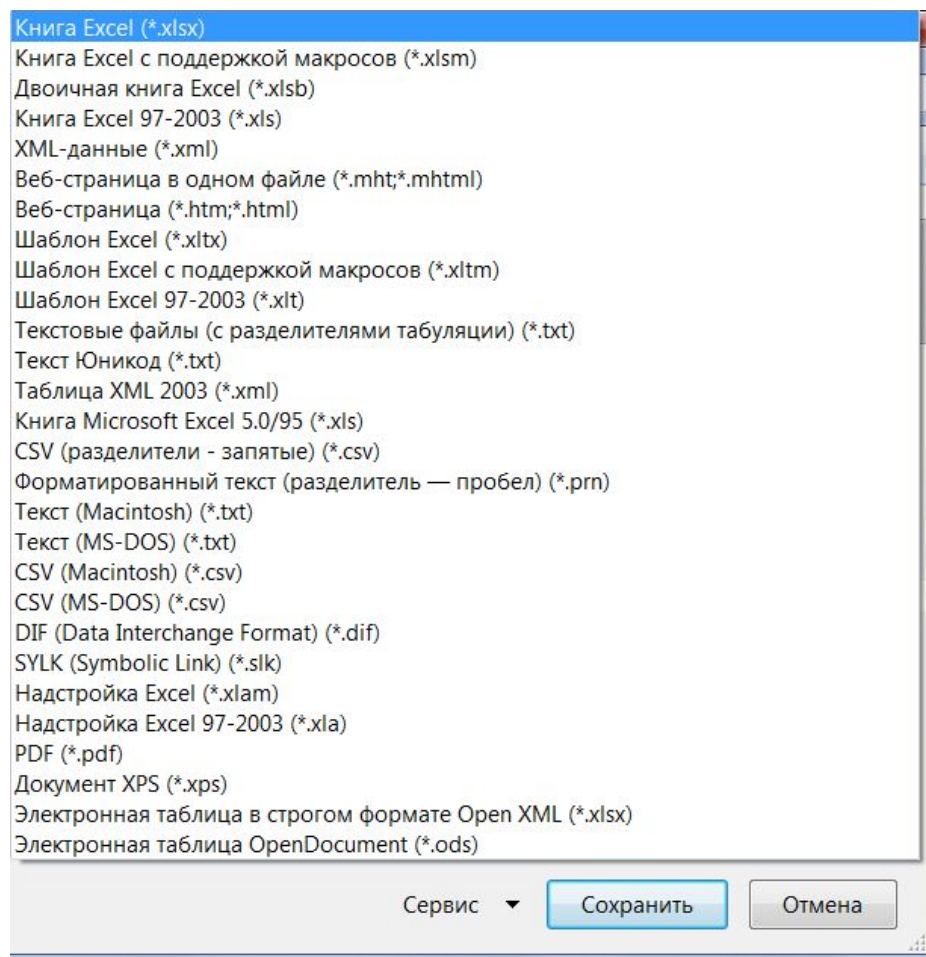 Книга Excel (*.xlsx)
Книга Excel с поддержкой макросов (*.xlsm)
Двоичная книга Excel (*.xlsb)
Книга Excel 97-2003 (*.xls)
XML-данные (*.xml)
Веб-страница в одном файле (*.mht;*.mhtml)
Веб-страница (*.htm;*.html)
Шаблон Excel (*.xltx)
Шаблон Excel с поддержкой макросов (*.xltm)
Шаблон Excel 97-2003 (*.xlt)
Текстовые файлы (с разделителями табуляции) (*.txt)
Текст Юникод (*.txt)
Таблица XML 2003 (*.xml)
Книга Microsoft Excel 5.0/95 (*.xls)
CSV (разделители - запятые) (*.csv)
Форматированный текст (разделитель — пробел) (*.prn)
Текст (Macintosh) (*.txt)
Текст (MS-DOS) (*.txt)
CSV (Macintosh) (*.csv)
CSV (MS-DOS) (*.csv)
DIF (Data Interchange Format) (*.dif)
SYLK (Symbolic Link) (*.slk)
Надстройка Excel (*.xlam)
Надстройка Excel 97-2003 (*.xla)
PDF (*.pdf)
Документ XPS (*.xps)
Электронная таблица в строгом формате Open XML (*.xlsx)
Электронная таблица OpenDocument (*.ods)
Сервис Сохранить Отмена